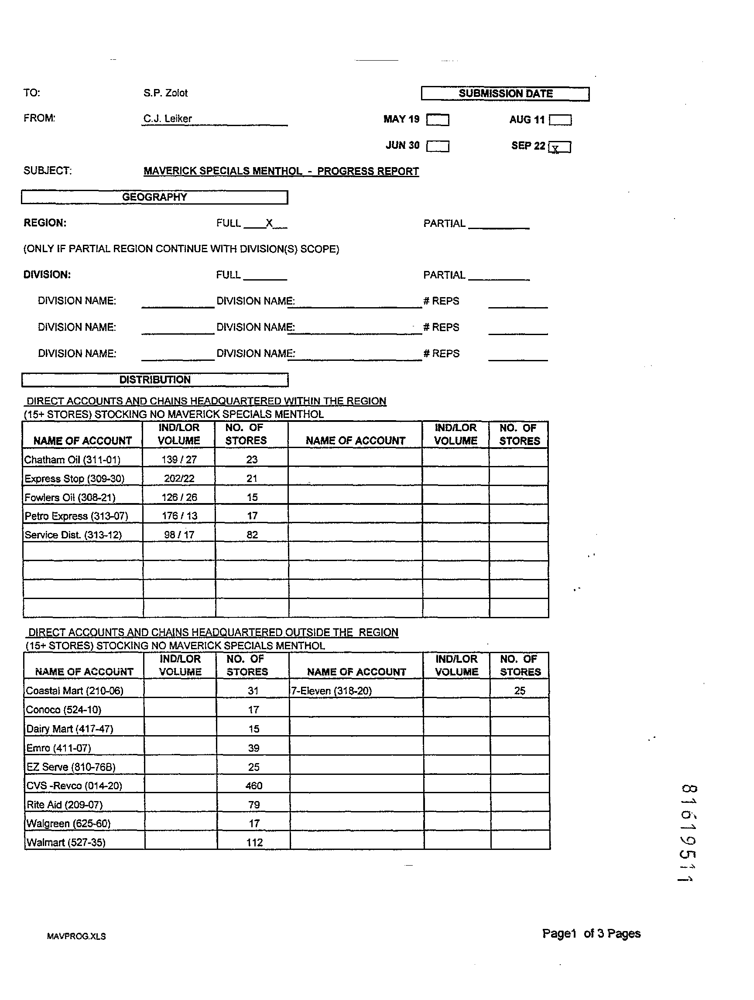 TO: S.P. Zolot SUBMISSION DATE
FROM: C.J. Leiker MAY 19 AUG 11
JUN 30 SEP 22 X
SUBJECT: MAVERICK SPECIALS MENTHOL - PROGRESS REPORT
GEOGRAPHY
REGION: FULL X PARTIAL
(ONLY IF PARTIAL REGION CONTINUE WITH DIVISION(S) SCOPE)
DIVISION: FULL PARTIAL
DIVISION NAME: DIVISION NAME: # REPS
DIVISION NAME: DIVISION NAME: # REPS
DIVISION NAME: DIVISION NAME: # REPS
DISTRIBUTION
DIRECT ACCOUNTS AND CHAINS HEADQUARTERED WITHIN THE REGION
(15+ STORES) STOCKING NO MAVERICK SPECIALS MENTHOL
IND/LOR NO. OF IND/LOR NO. OF
NAME OF ACCOUNT VOLUME STORES NAME OF ACCOUNT VOLUME STORES
Chatham Oil (311-01) 139 / 27 23
Express Stop (309-30) 202/22 21
Fowlers Oil (308-21) 126 / 26 15
Petro Express (313-07) 176 / 13 17
Service Dist. (313-12) 98 / 17 82
DIRECT ACCOUNTS AND CHAINS HEADQUARTERED OUTSIDE THE REGION
(15+ STORES) STOCKING NO MAVERICK SPECIALS MENTHOL
IND/LOR NO. OF IND/LOR NO. OF
NAME OF ACCOUNT VOLUME STORES NAME OF ACCOUNT VOLUME STORES
Coastal Mart (210-06) 31 7-Eleven (318-20) 25
Conoco (524-10) 17
Dairy Mart (417-47) 15
Emro (411-07) 39
EZ Serve (810-76B) 25
CVS -Revco (014-20) 460
Rite Aid (209-07) 79
Walgreen (625-60) 17
Walmart (527-35) 112
81619511
MAVPROG.XLS Page1 of 3 Pages